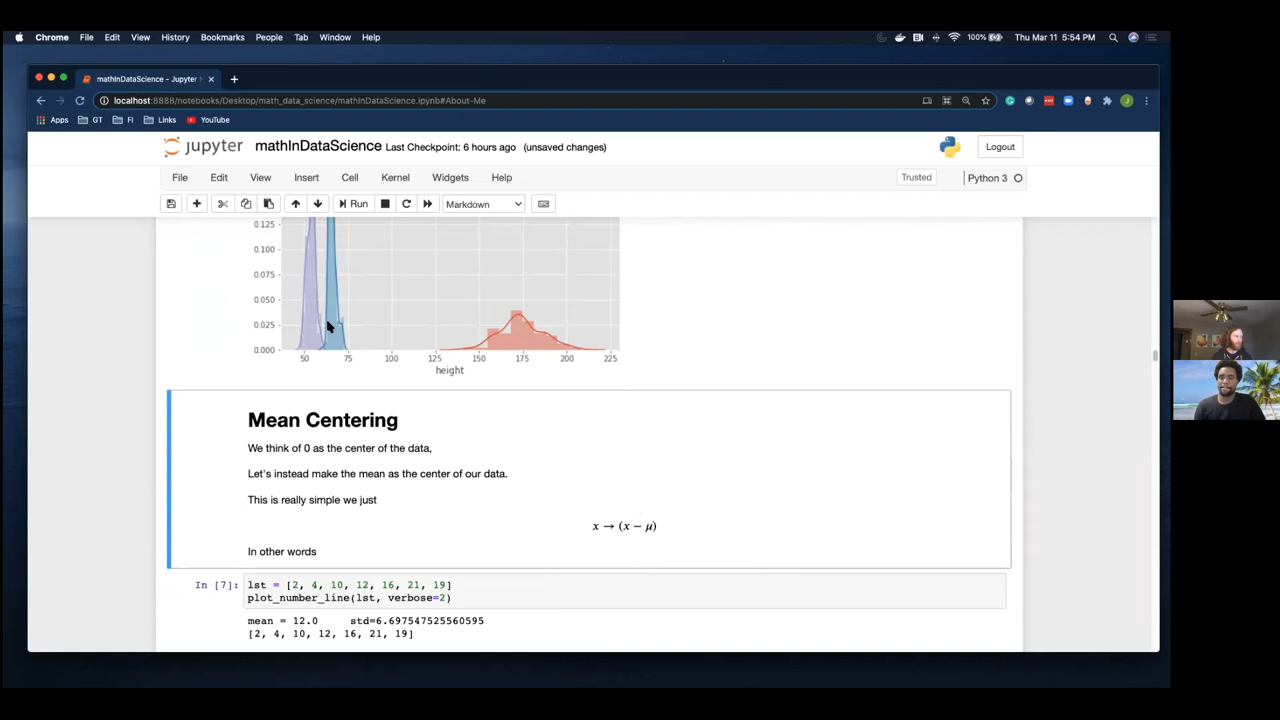 Chrome File Edit View History Bookmarks People Tab Window Help 100% Thu Mar 11 5:54 PM
mathInDataScience - Jupyter
localhost:8888/notebooks/Desktop/math_data_science/mathInDataScience.ipynb#About-Me
Apps GT FI Links YouTube
jupyter mathInDataScience Last Checkpoint: 6 hours ago (unsaved changes) Logout
File Edit View Insert Cell Kernel Widgets Help Trusted Python 3
Run Markdown
0.125
0.100
0.075
0.050
0.025
0.000
50 75 100 125 150 175 200 225
height
Mean Centering
We think of 0 as the center of the data,
Let's instead make the mean as the center of our data.
This is really simple we just
x → (x − μ)
In other words
In [7]: lst = [2, 4, 10, 12, 16, 21, 19]
plot_number_line(lst, verbose=2)
mean = 12.0 std=6.697547525560595
[2, 4, 10, 12, 16, 21, 19]